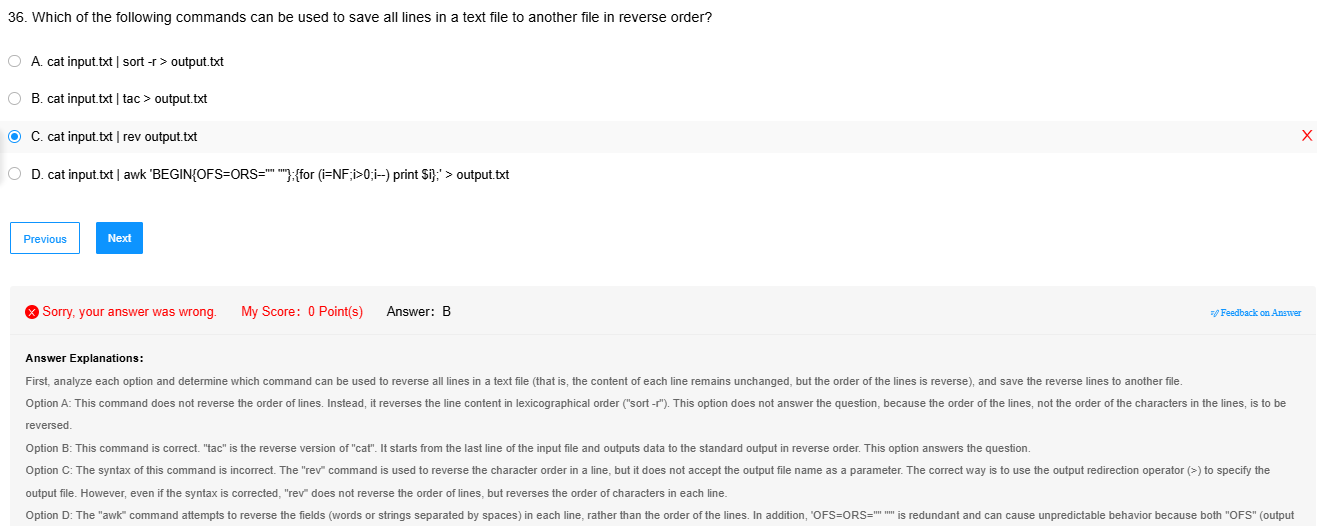 36. Which of the following commands can be used to save all lines in a text file to another file in reverse order?
A. cat input.txt | sort -r > output.txt
B. cat input.txt | tac > output.txt
C. cat input.txt | rev output.txt
X
D. cat input.txt | awk 'BEGIN{OFS=ORS="" ""};{for (i=NF;i>0;i--) print $i};' > output.txt
Previous
Next
Sorry, your answer was wrong. My Score: 0 Point(s) Answer: B
Feedback on Answer
Answer Explanations:
First, analyze each option and determine which command can be used to reverse all lines in a text file (that is, the content of each line remains unchanged, but the order of the lines is reverse), and save the reverse lines to another file.
Option A: This command does not reverse the order of lines. Instead, it reverses the line content in lexicographical order ("sort -r"). This option does not answer the question, because the order of the lines, not the order of the characters in the lines, is to be
reversed.
Option B: This command is correct. "tac" is the reverse version of "cat". It starts from the last line of the input file and outputs data to the standard output in reverse order. This option answers the question.
Option C: The syntax of this command is incorrect. The "rev" command is used to reverse the character order in a line, but it does not accept the output file name as a parameter. The correct way is to use the output redirection operator (>) to specify the
output file. However, even if the syntax is corrected, "rev" does not reverse the order of lines, but reverses the order of characters in each line.
Option D: The "awk" command attempts to reverse the fields (words or strings separated by spaces) in each line, rather than the order of the lines. In addition, 'OFS=ORS="" ""' is redundant and can cause unpredictable behavior because both "OFS" (output